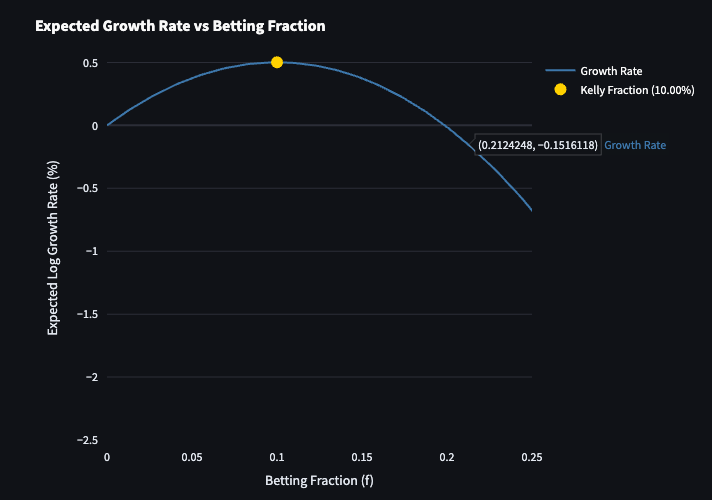 Expected Growth Rate vs Betting Fraction
Growth Rate
Kelly Fraction (10.00%)
Expected Log Growth Rate (%)
0.5
0
−0.5
−1
−1.5
−2
−2.5
(0.2124248, −0.1516118) Growth Rate
0 0.05 0.1 0.15 0.2 0.25
Betting Fraction (f)